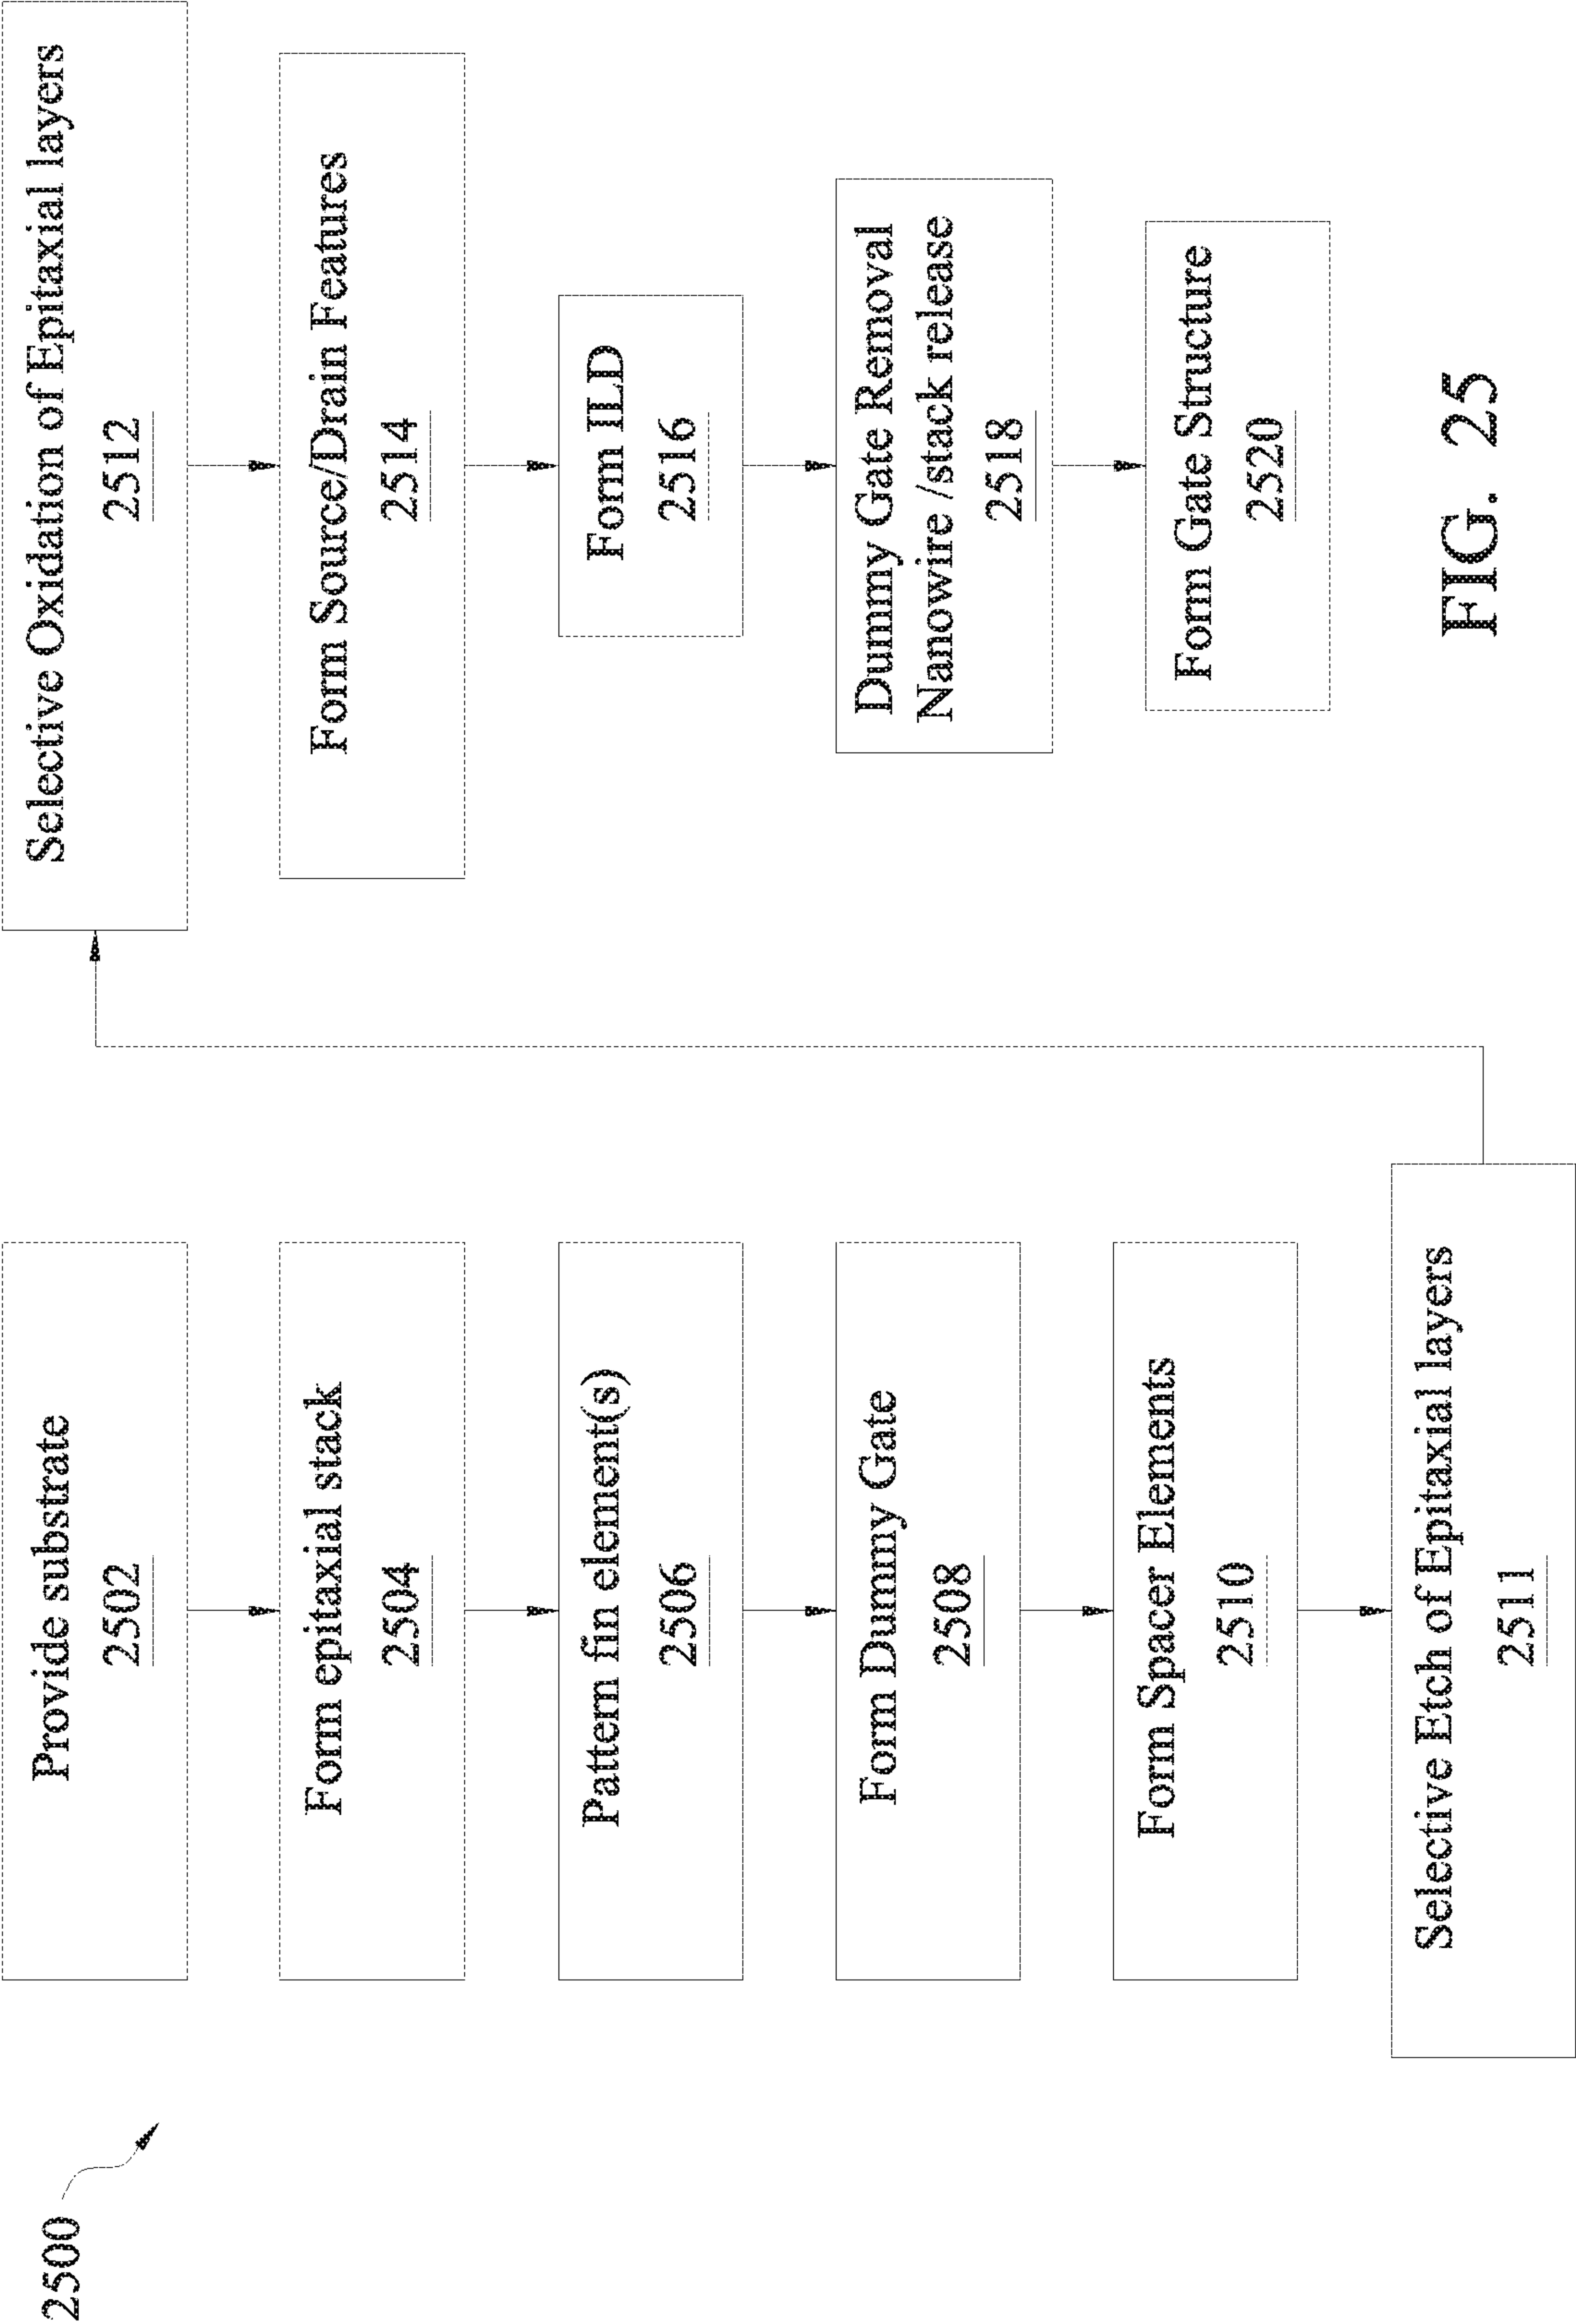 2500
Provide substrate
2502
Form epitaxial stack
2504
Pattern fin element(s)
2506
Form Dummy Gate
2508
Form Spacer Elements
2510
Selective Etch of Epitaxial layers
2511
Selective Oxidation of Epitaxial layers
2512
Form Source/Drain Features
2514
Form ILD
2516
Dummy Gate Removal
Nanowire /stack release
2518
Form Gate Structure
2520
FIG. 25